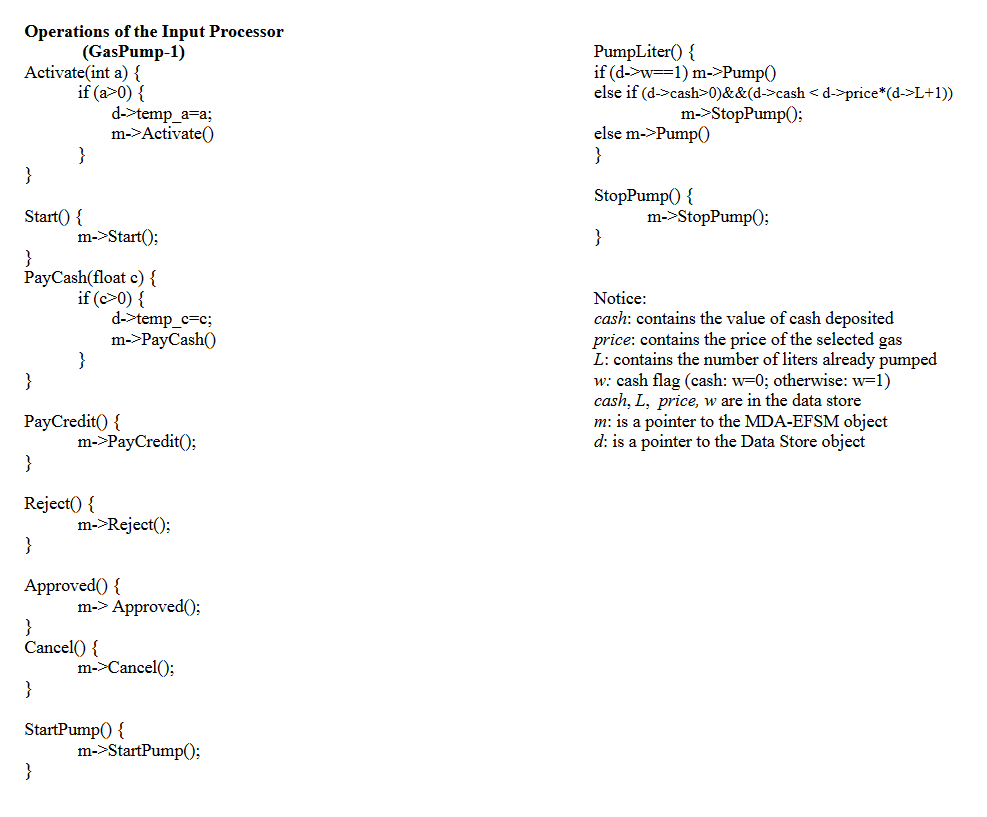 Operations of the Input Processor
(GasPump-1)
Activate(int a) {
if (a>0) {
d->temp_a=a;
m->Activate()
}
}
Start() {
m->Start();
}
PayCash(float c) {
if (c>0) {
d->temp_c=c;
m->PayCash()
}
}
PayCredit() {
m->PayCredit();
}
Reject() {
m->Reject();
}
Approved() {
m-> Approved();
}
Cancel() {
m->Cancel();
}
StartPump() {
m->StartPump();
}
PumpLiter() {
if (d->w==1) m->Pump()
else if (d->cash>0)&&(d->cash < d->price*(d->L+1))
m->StopPump();
else m->Pump()
}
StopPump() {
m->StopPump();
}
Notice:
cash: contains the value of cash deposited
price: contains the price of the selected gas
L: contains the number of liters already pumped
w: cash flag (cash: w=0; otherwise: w=1)
cash, L, price, w are in the data store
m: is a pointer to the MDA-EFSM object
d: is a pointer to the Data Store object